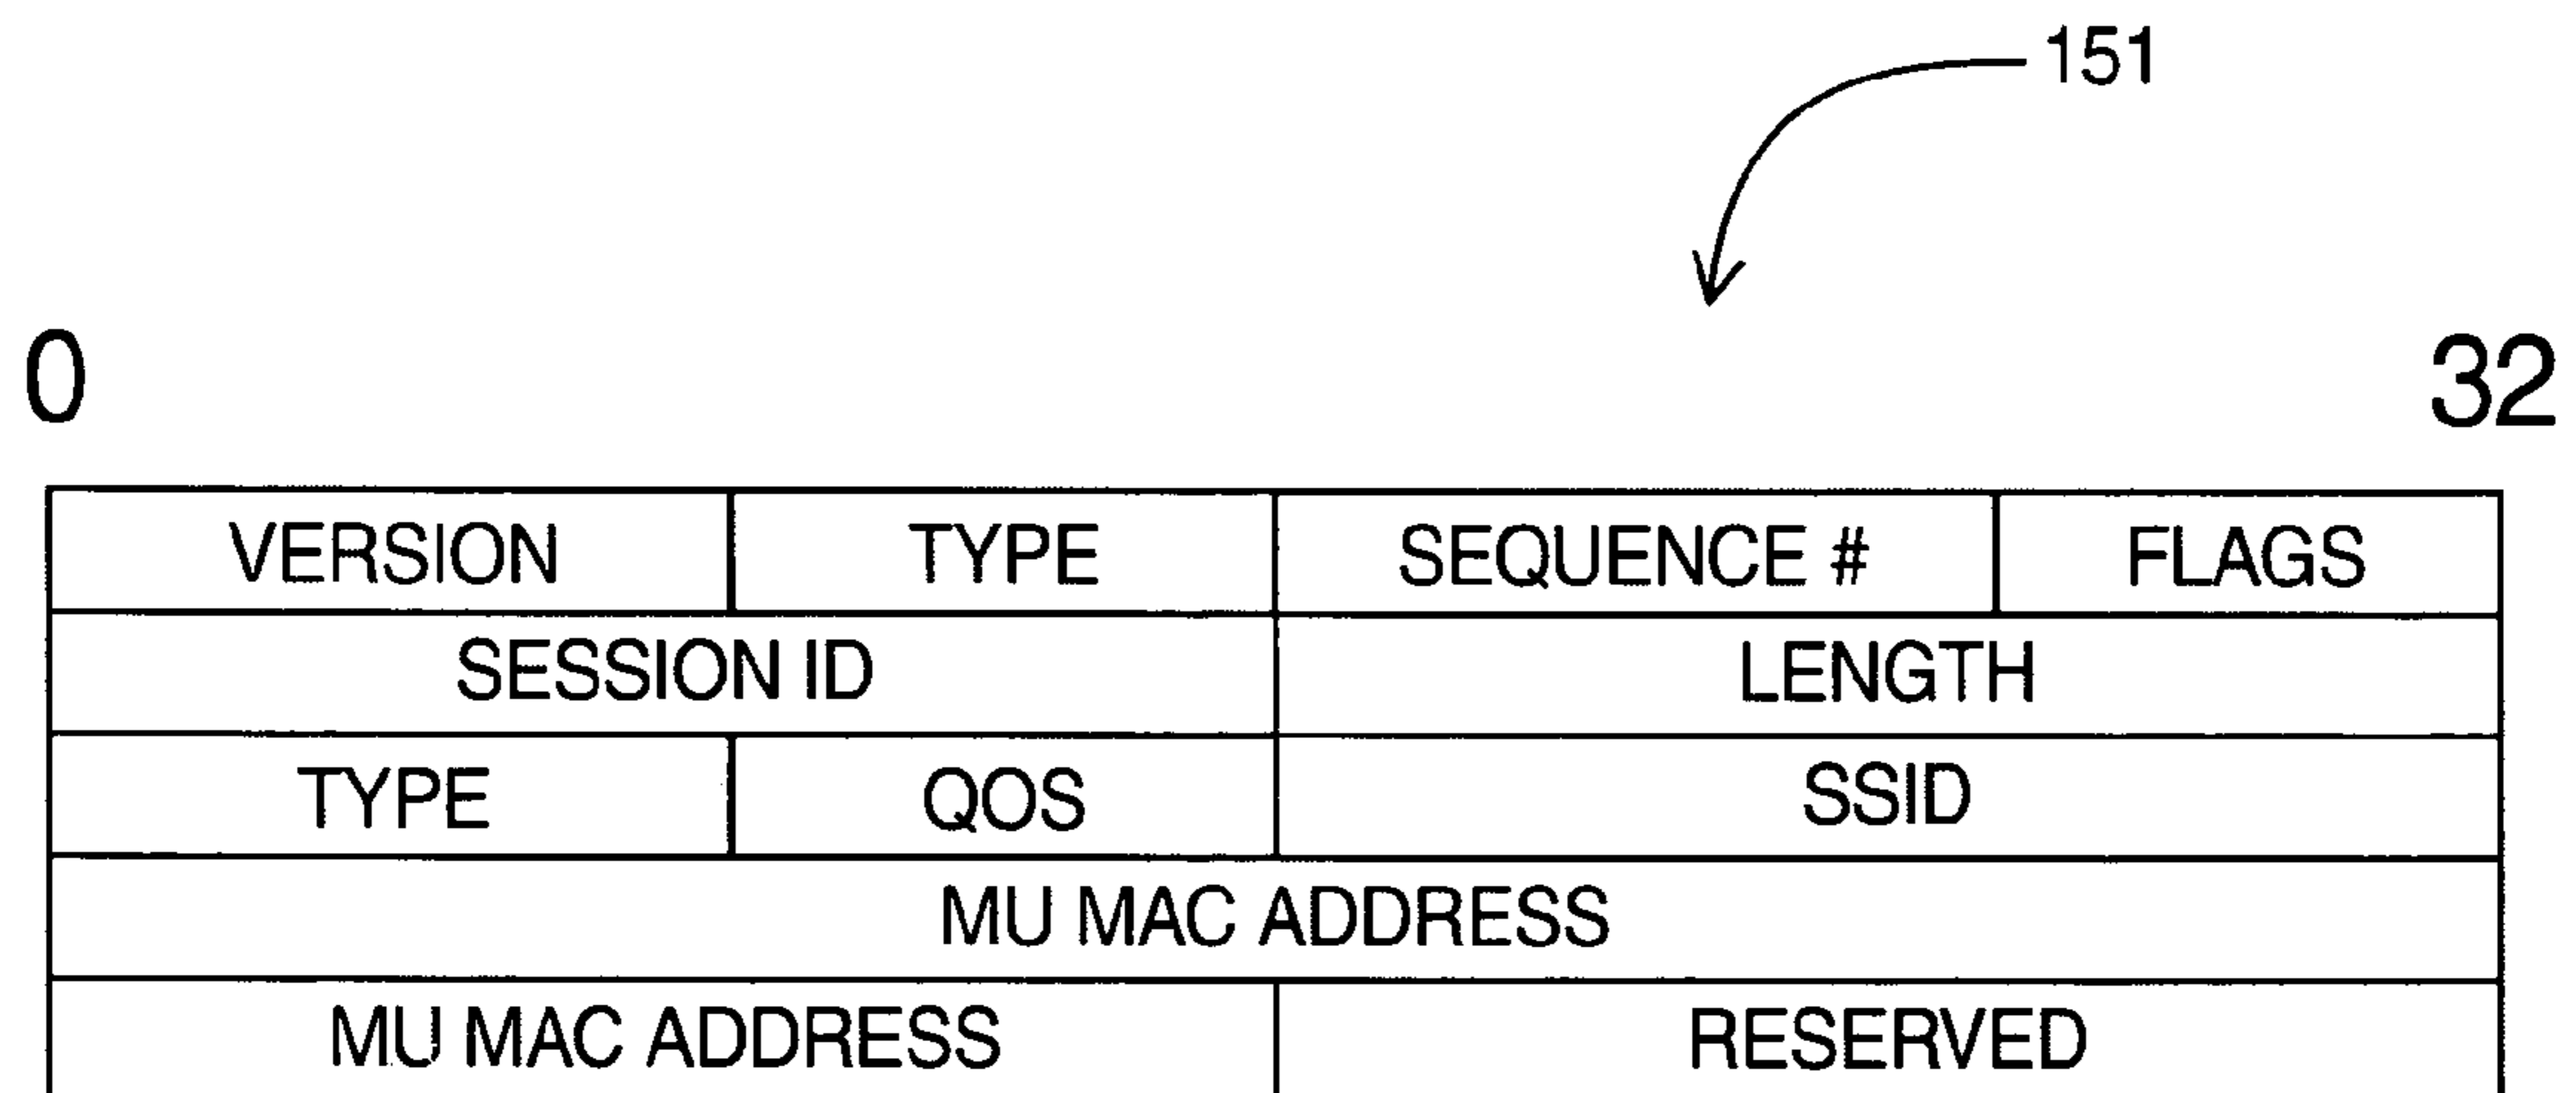 151
0 32
VERSION TYPE SEQUENCE # FLAGS
SESSION ID LENGTH
TYPE QOS SSID
MU MAC ADDRESS
MU MAC ADDRESS RESERVED